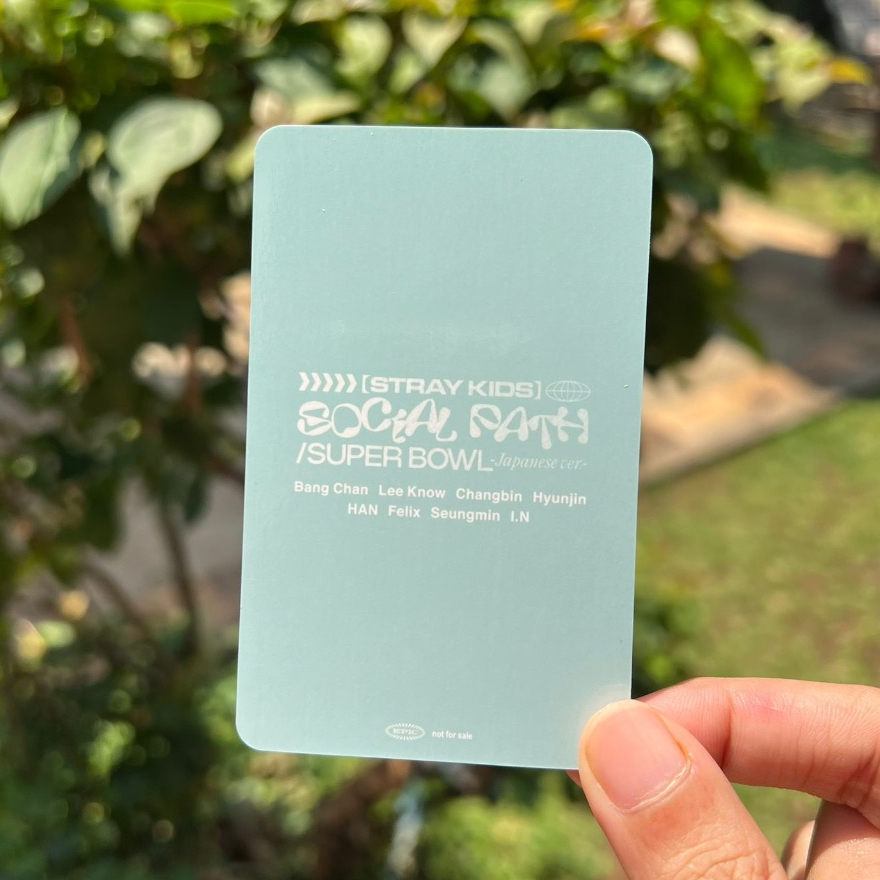 [STRAY KIDS]
SOCIAL PATH
/SUPER BOWL-Japanese ver-
Bang Chan Lee Know Changbin Hyunjin
HAN Felix Seungmin I.N
EPIC not for sale